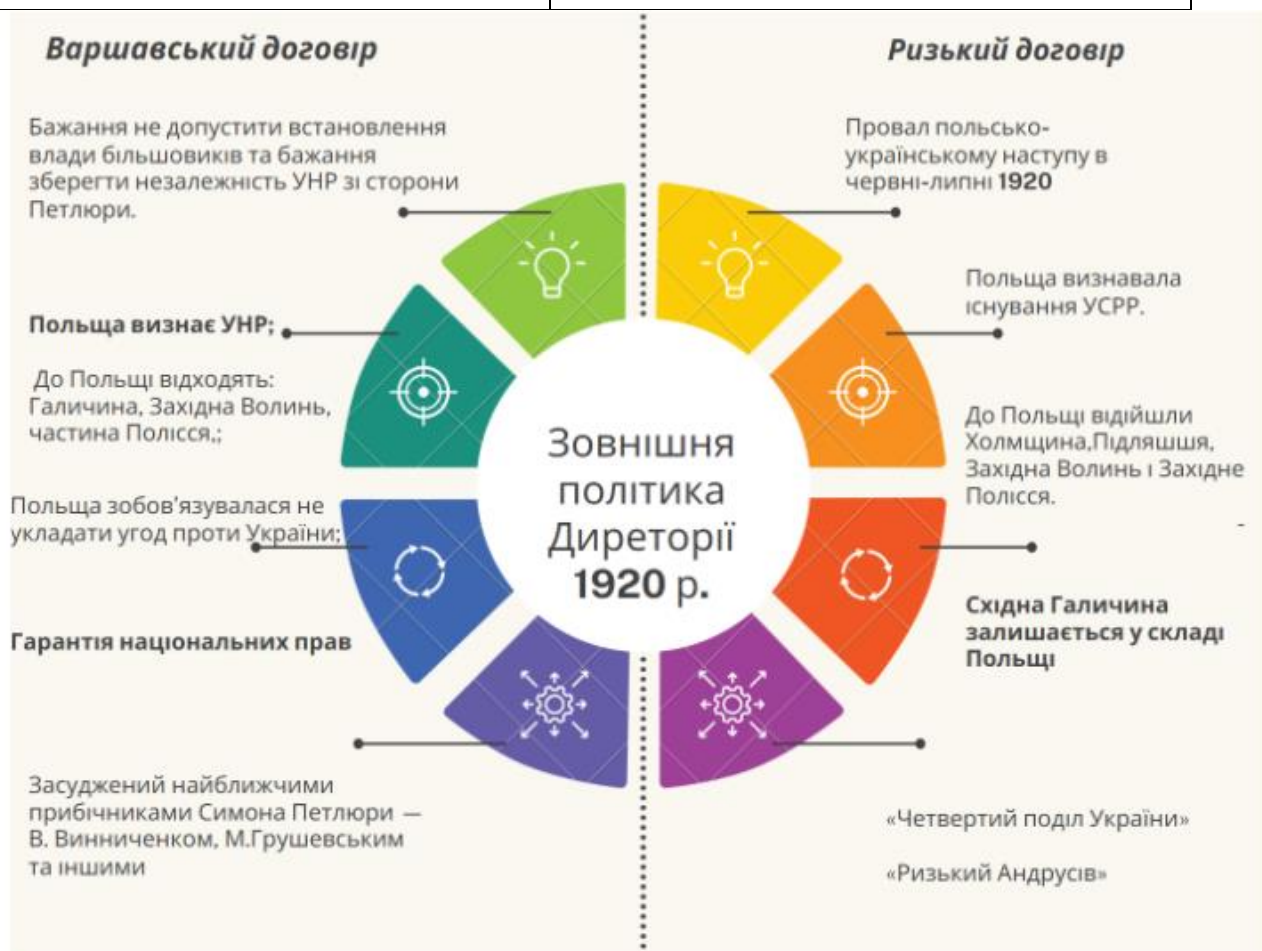 Варшавський договір
Бажання не допустити встановлення
влади більшовиків та бажання
зберегти незалежність УНР зі сторони
Петлюри.
Польща визнає УНР;
До Польщі відходять:
Галичина, Західна Волинь,
частина Полісся,;
Польща зобов’язувалася не
укладати угод проти України;
Гарантія національних прав
Засуджений найближчими
прибічниками Симона Петлюри —
В. Винниченком, М.Грушевським
та іншими
Зовнішня
політика
Диреторії
1920 р.
Ризький договір
Провал польсько-
українському наступу в
червні-липні 1920
Польща визнавала
існування УСРР.
До Польщі відійшли
Холмщина,Підляшшя,
Західна Волинь і Західне
Полісся.
-
Східна Галичина
залишається у складі
Польщі
«Четвертий поділ України»
«Ризький Андрусів»